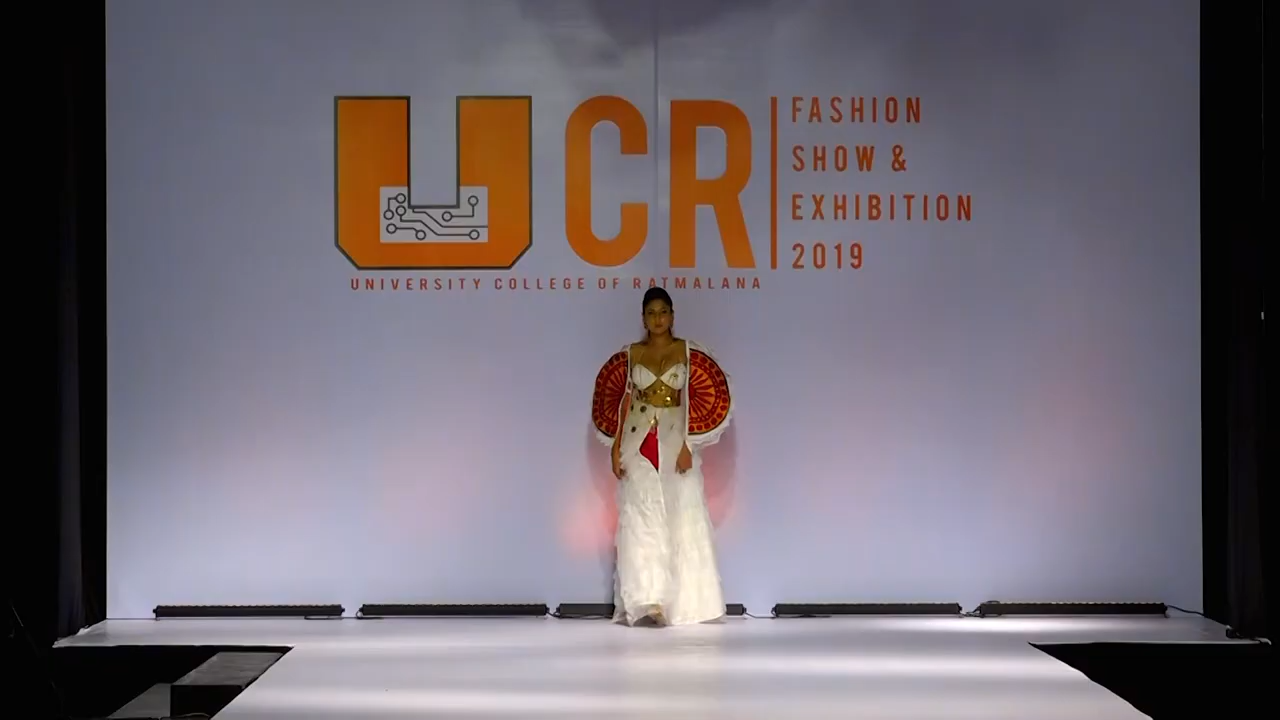 UCR
FASHION
SHOW &
EXHIBITION
2019
UNIVERSITY COLLEGE OF RATMALANA